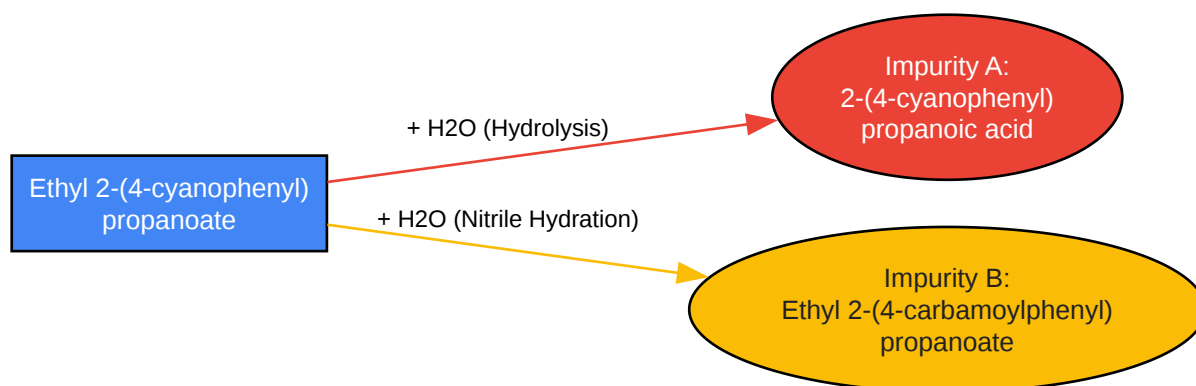 Ethyl 2-(4-cyanophenyl)
propanoate
+ H2O (Hydrolysis)
+ H2O (Nitrile Hydration)
Impurity A:
2-(4-cyanophenyl)
propanoic acid
Impurity B:
Ethyl 2-(4-carbamoylphenyl)
propanoate